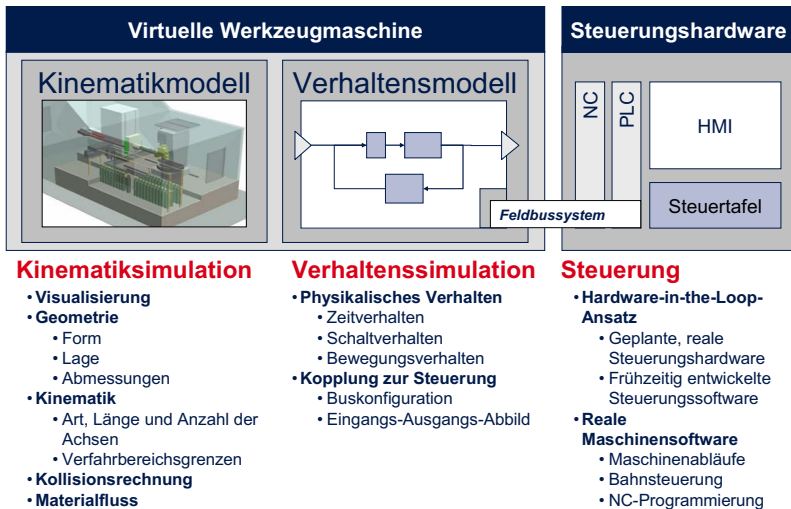 Virtuelle Werkzeugmaschine
Steuerungshardware
Kinematikmodell
Verhaltensmodell
NC
PLC
HMI
Steuertafel
Feldbussystem
Kinematiksimulation
• Visualisierung
• Geometrie
• Form
• Lage
• Abmessungen
• Kinematik
• Art, Länge und Anzahl der
Achsen
• Verfahrbereichsgrenzen
• Kollisionsrechnung
• Materialfluss
Verhaltenssimulation
• Physikalisches Verhalten
• Zeitverhalten
• Schaltverhalten
• Bewegungsverhalten
• Kopplung zur Steuerung
• Buskonfiguration
• Eingangs-Ausgangs-Abbild
Steuerung
• Hardware-in-the-Loop-
Ansatz
• Geplante, reale
Steuerungshardware
• Frühzeitig entwickelte
Steuerungssoftware
• Reale
Maschinensoftware
• Maschinenabläufe
• Bahnsteuerung
• NC-Programmierung